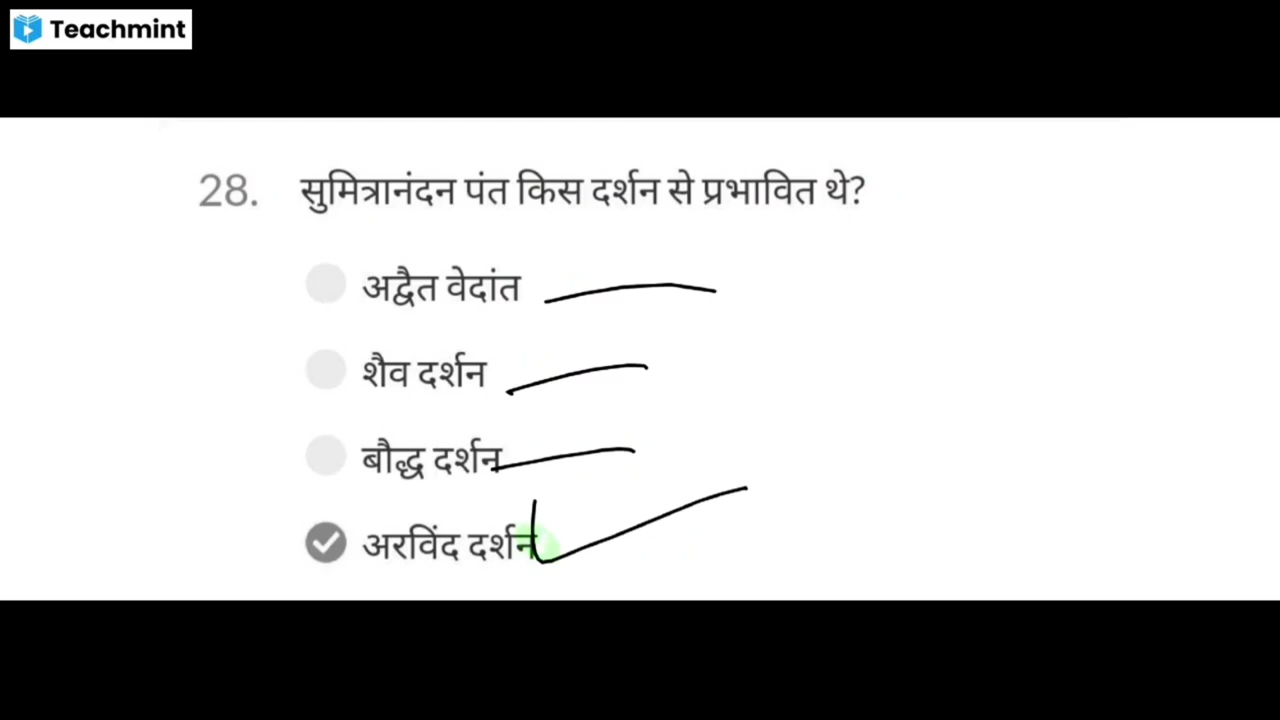 Teachmint
28. सुमित्रानंदन पंत किस दर्शन से प्रभावित थे?
अद्वैत वेदांत
शैव दर्शन
बौद्ध दर्शन
अरविंद दर्शन